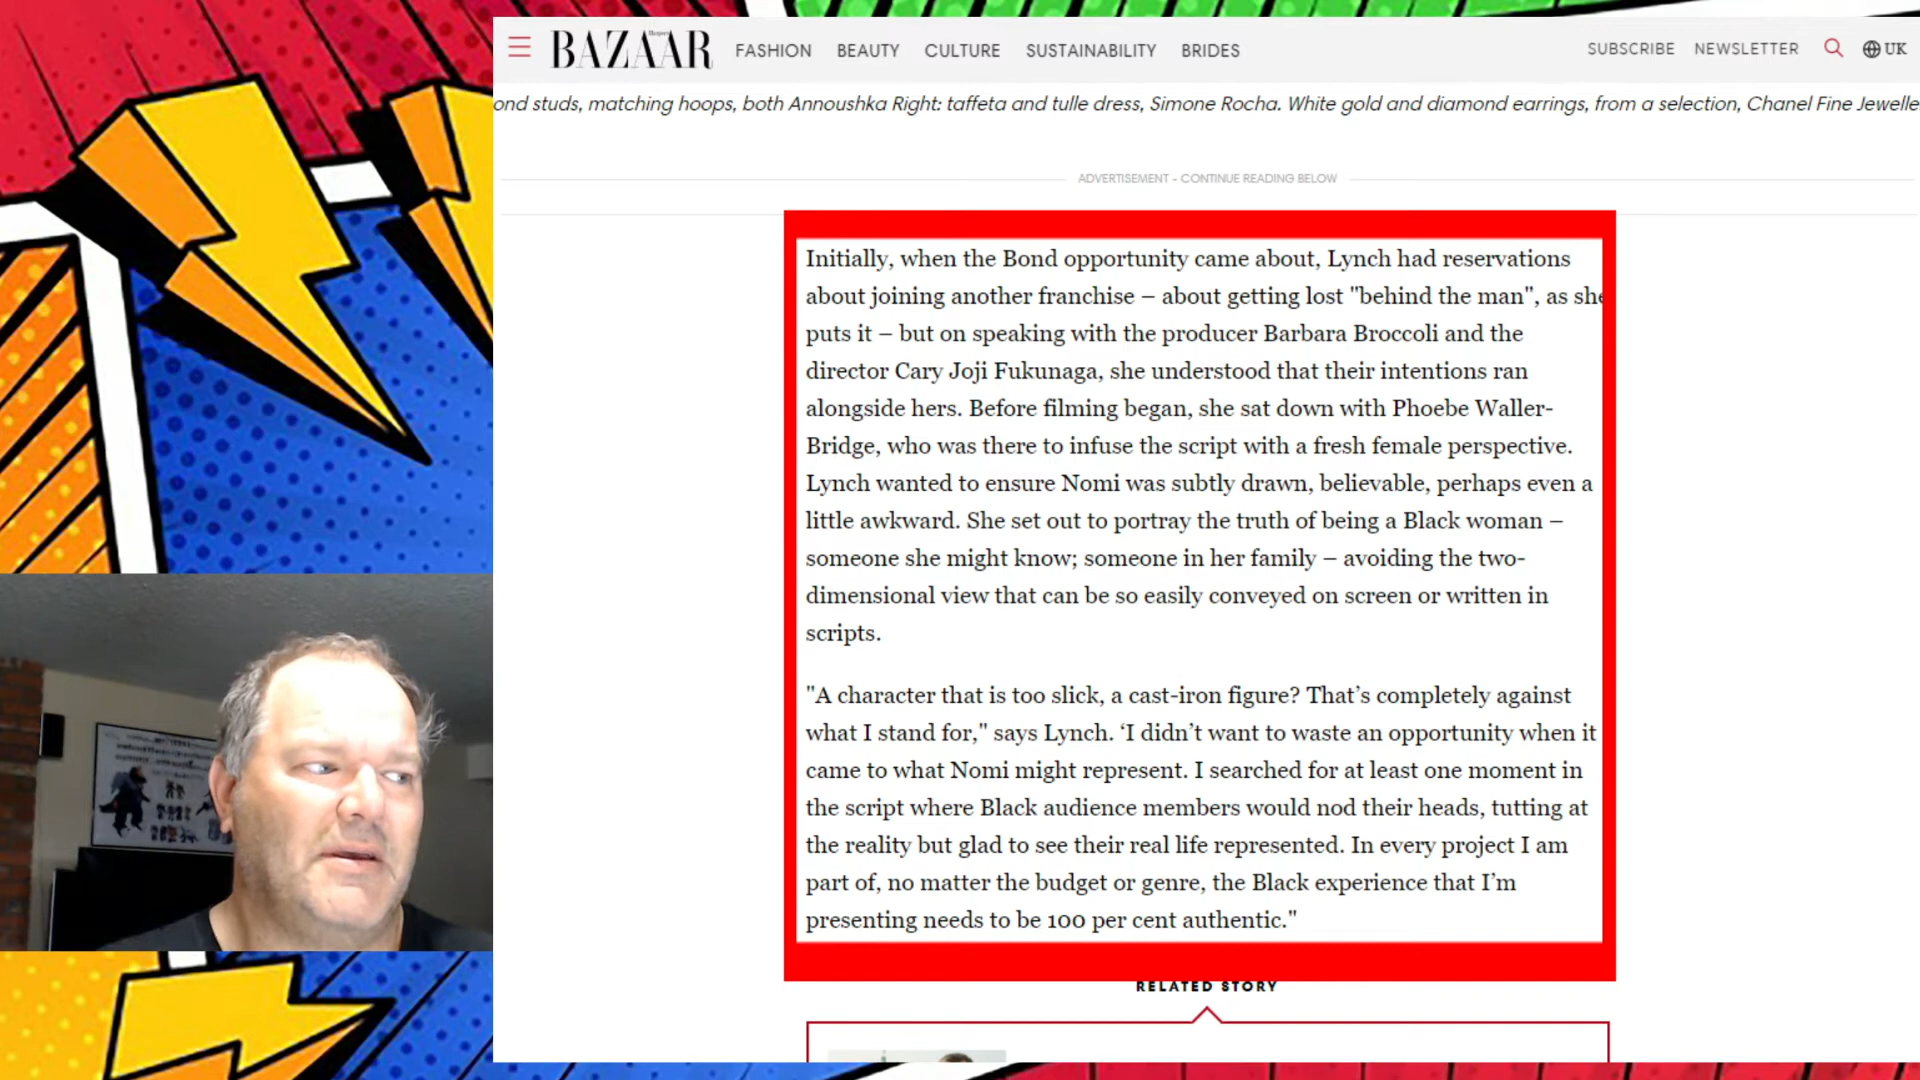 Harper's
BAZAAR
FASHION
BEAUTY
CULTURE
SUSTAINABILITY
BRIDES
SUBSCRIBE
NEWSLETTER
UK
ond studs, matching hoops, both Annoushka Right: taffeta and tulle dress, Simone Rocha. White gold and diamond earrings, from a selection, Chanel Fine Jewelle
ADVERTISEMENT - CONTINUE READING BELOW
Initially, when the Bond opportunity came about, Lynch had reservations
about joining another franchise – about getting lost "behind the man", as she
puts it – but on speaking with the producer Barbara Broccoli and the
director Cary Joji Fukunaga, she understood that their intentions ran
alongside hers. Before filming began, she sat down with Phoebe Waller-
Bridge, who was there to infuse the script with a fresh female perspective.
Lynch wanted to ensure Nomi was subtly drawn, believable, perhaps even a
little awkward. She set out to portray the truth of being a Black woman –
someone she might know; someone in her family – avoiding the two-
dimensional view that can be so easily conveyed on screen or written in
scripts.
"A character that is too slick, a cast-iron figure? That’s completely against
what I stand for," says Lynch. ‘I didn’t want to waste an opportunity when it
came to what Nomi might represent. I searched for at least one moment in
the script where Black audience members would nod their heads, tutting at
the reality but glad to see their real life represented. In every project I am
part of, no matter the budget or genre, the Black experience that I’m
presenting needs to be 100 per cent authentic."
RELATED STORY